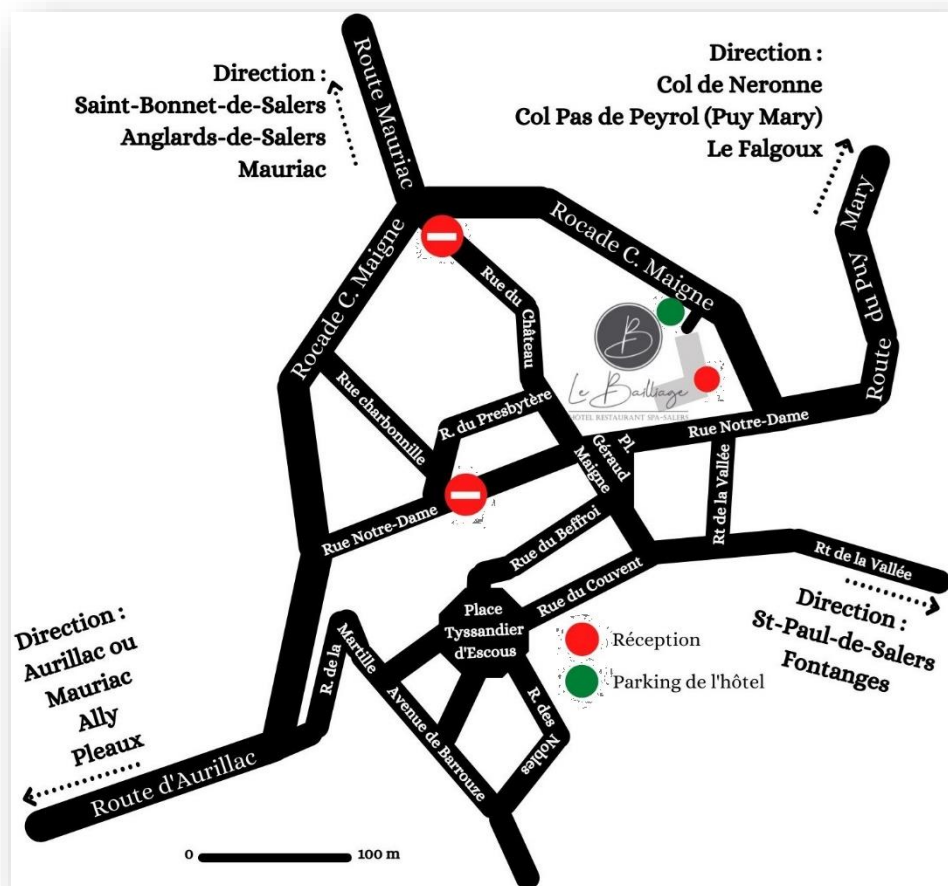 Direction :
Saint-Bonnet-de-Salers
Anglards-de-Salers
Mauriac
Route Mauriac
Direction :
Col de Neronne
Col Pas de Peyrol (Puy Mary)
Le Falgoux
Route du Puy Mary
Rocade C. Maigne
Rocade C. Maigne
Rue du Château
B
Le Bailliage
HÔTEL RESTAURANT SPA-SALERS
Rue charbonnille
R. du Presbytère
Rue Notre-Dame
Pl.
Géraud
Maigne
Rue Notre-Dame
Rt de la Vallée
Rue du Beffroi
Rue du Couvent
Rt de la Vallée
Direction :
St-Paul-de-Salers
Fontanges
Place
Tyssandier
d'Escous
Réception
Parking de l'hôtel
Direction :
Aurillac ou
Mauriac
Ally
Pleaux
R. de la Martille
Avenue de Barrouze
R. des Nobles
Route d'Aurillac
0 100 m